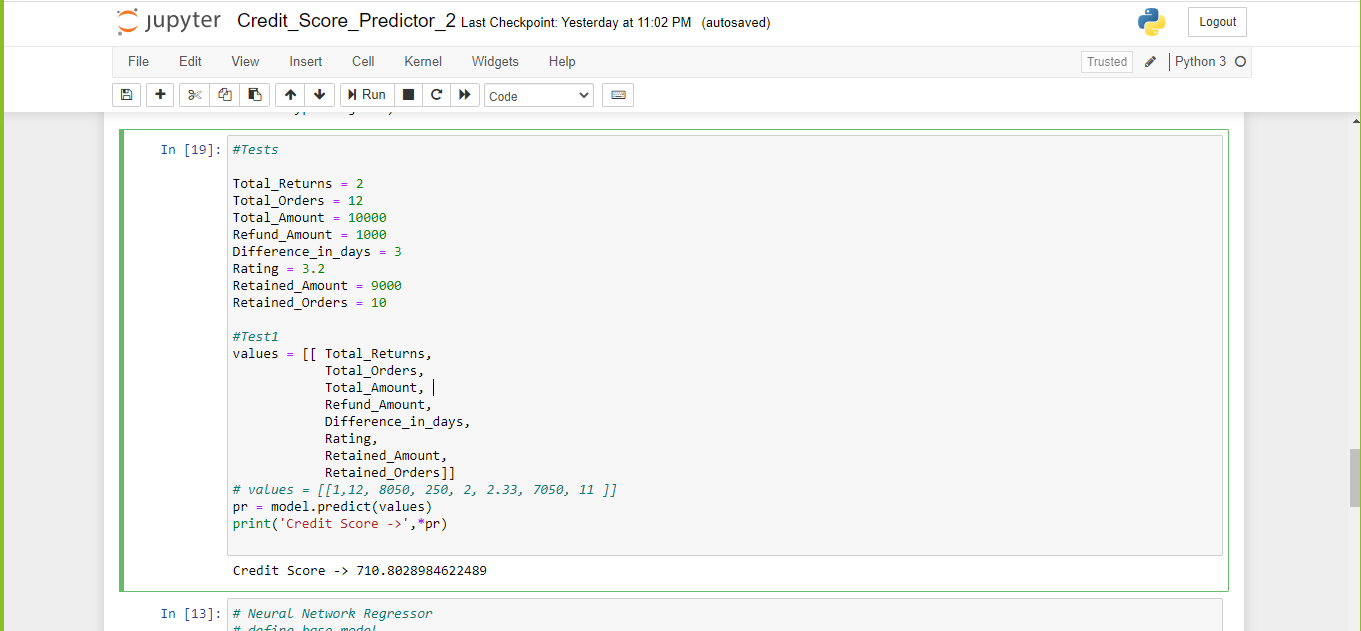 jupyter Credit_Score_Predictor_2 Last Checkpoint: Yesterday at 11:02 PM (autosaved) Logout
File Edit View Insert Cell Kernel Widgets Help Trusted Python 3
Run Code
In [19]: #Tests
Total_Returns = 2
Total_Orders = 12
Total_Amount = 10000
Refund_Amount = 1000
Difference_in_days = 3
Rating = 3.2
Retained_Amount = 9000
Retained_Orders = 10
#Test1
values = [[ Total_Returns,
Total_Orders,
Total_Amount,
Refund_Amount,
Difference_in_days,
Rating,
Retained_Amount,
Retained_Orders]]
# values = [[1,12, 8050, 250, 2, 2.33, 7050, 11 ]]
pr = model.predict(values)
print('Credit Score ->',*pr)
Credit Score -> 710.8028984622489
In [13]: # Neural Network Regressor
# define base model